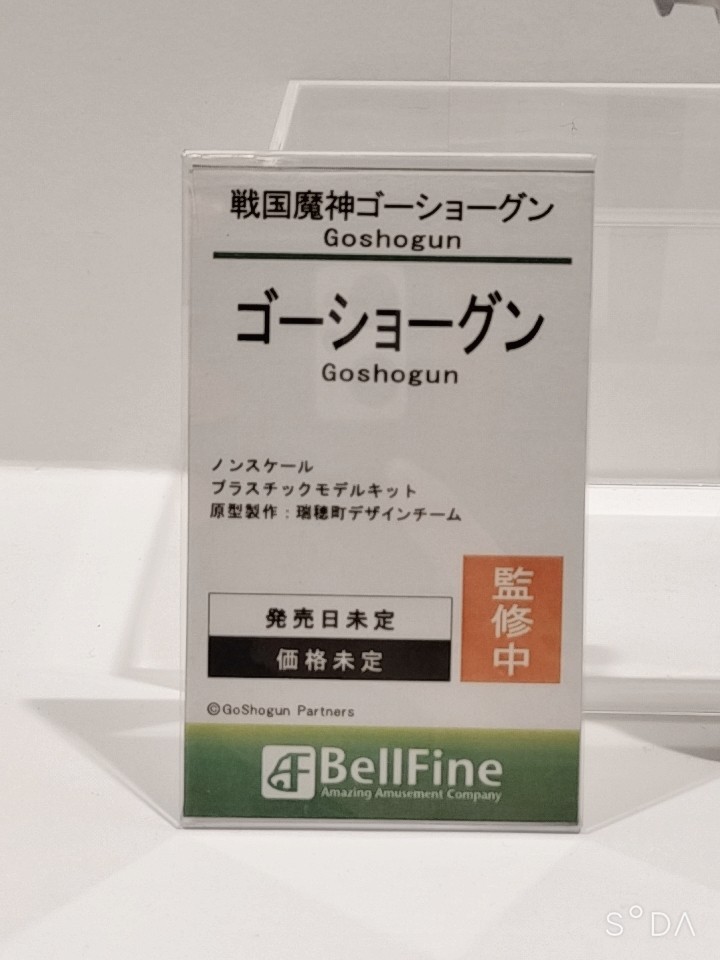 戦国魔神ゴーショーグン
Goshogun
ゴーショーグン
Goshogun
ノンスケール
プラスチックモデルキット
原型製作：瑞穂町デザインチーム
発売日未定
価格未定
監修中
©GoShogun Partners
BellFine
Amazing Amusement Company
SODA